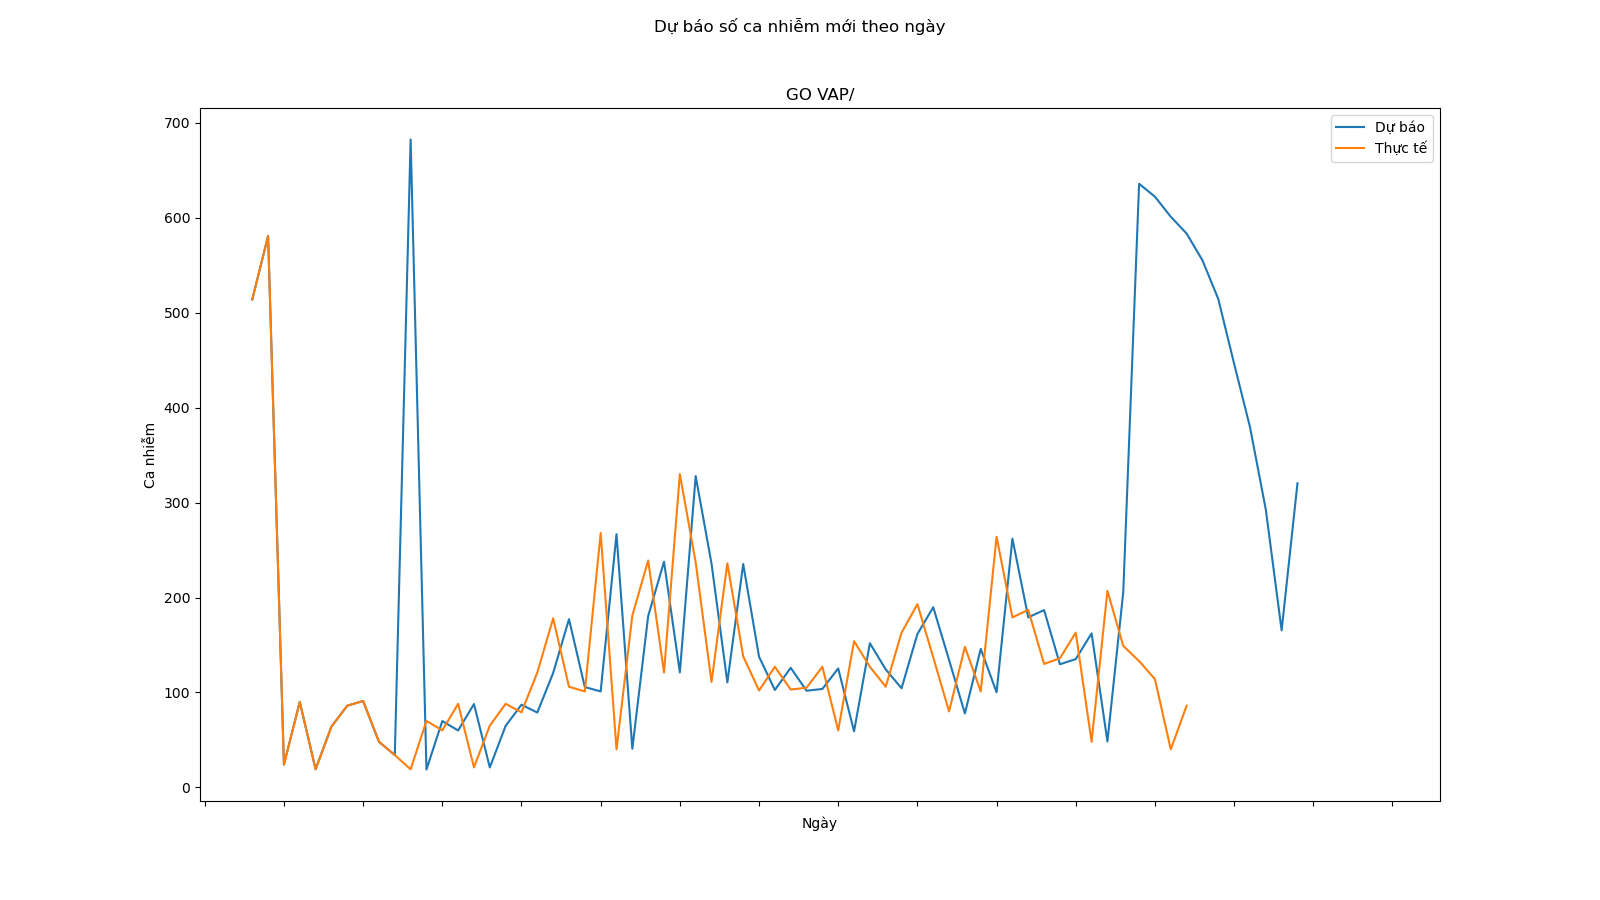 Dự báo số ca nhiễm mới theo ngày
GO VAP/
700
600
500
400
300
200
100
0
Ca nhiễm
Ngày
Dự báo
Thực tế